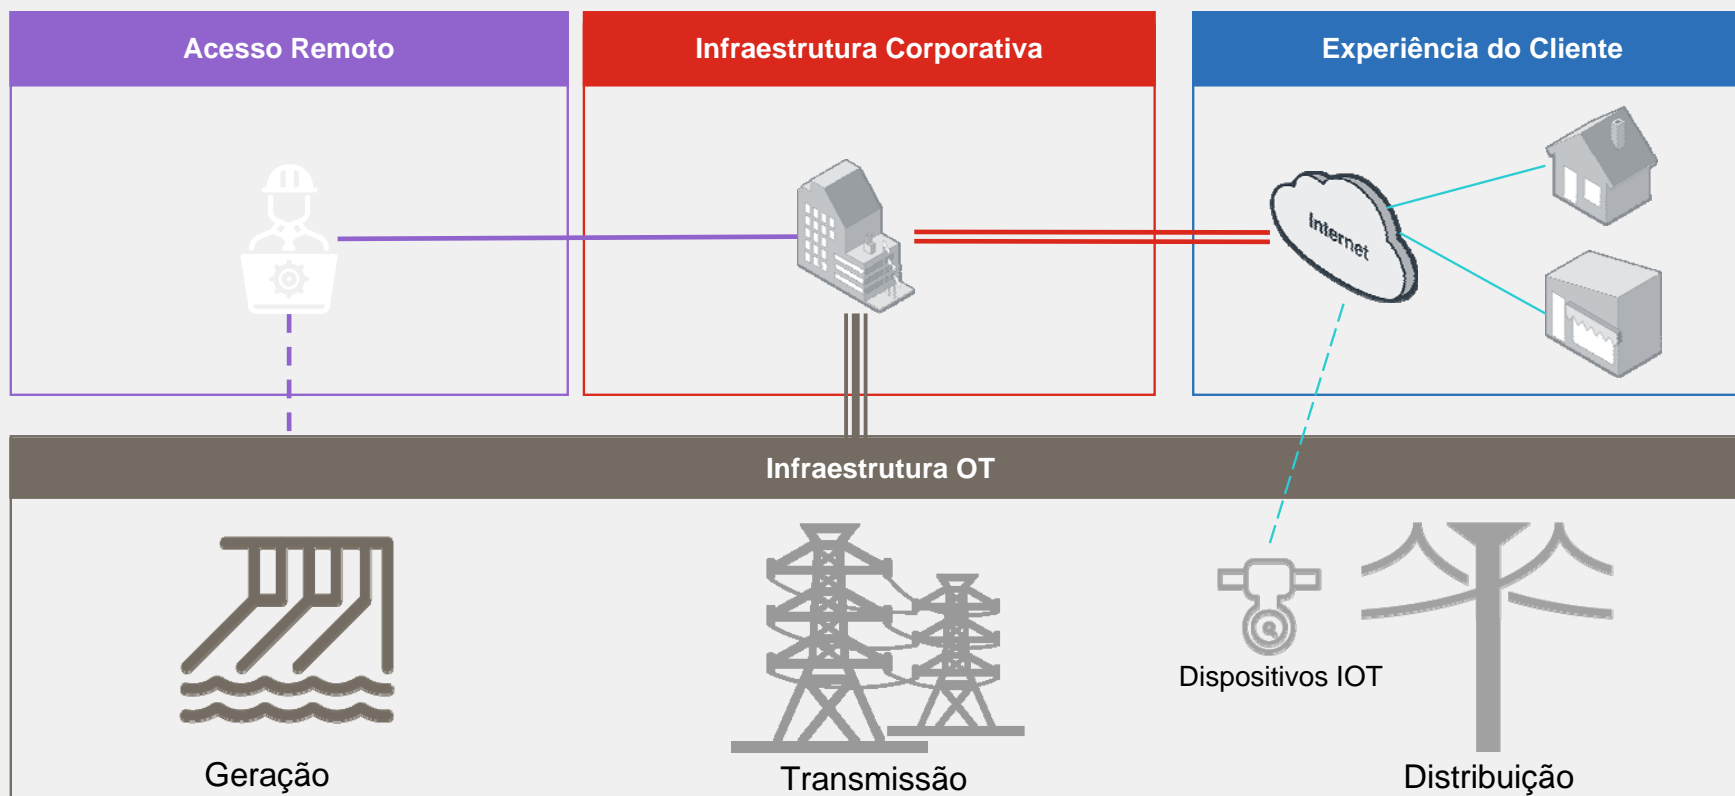 Acesso Remoto
Infraestrutura Corporativa
Experiência do Cliente
Internet
Infraestrutura OT
Dispositivos IOT
Geração
Transmissão
Distribuição